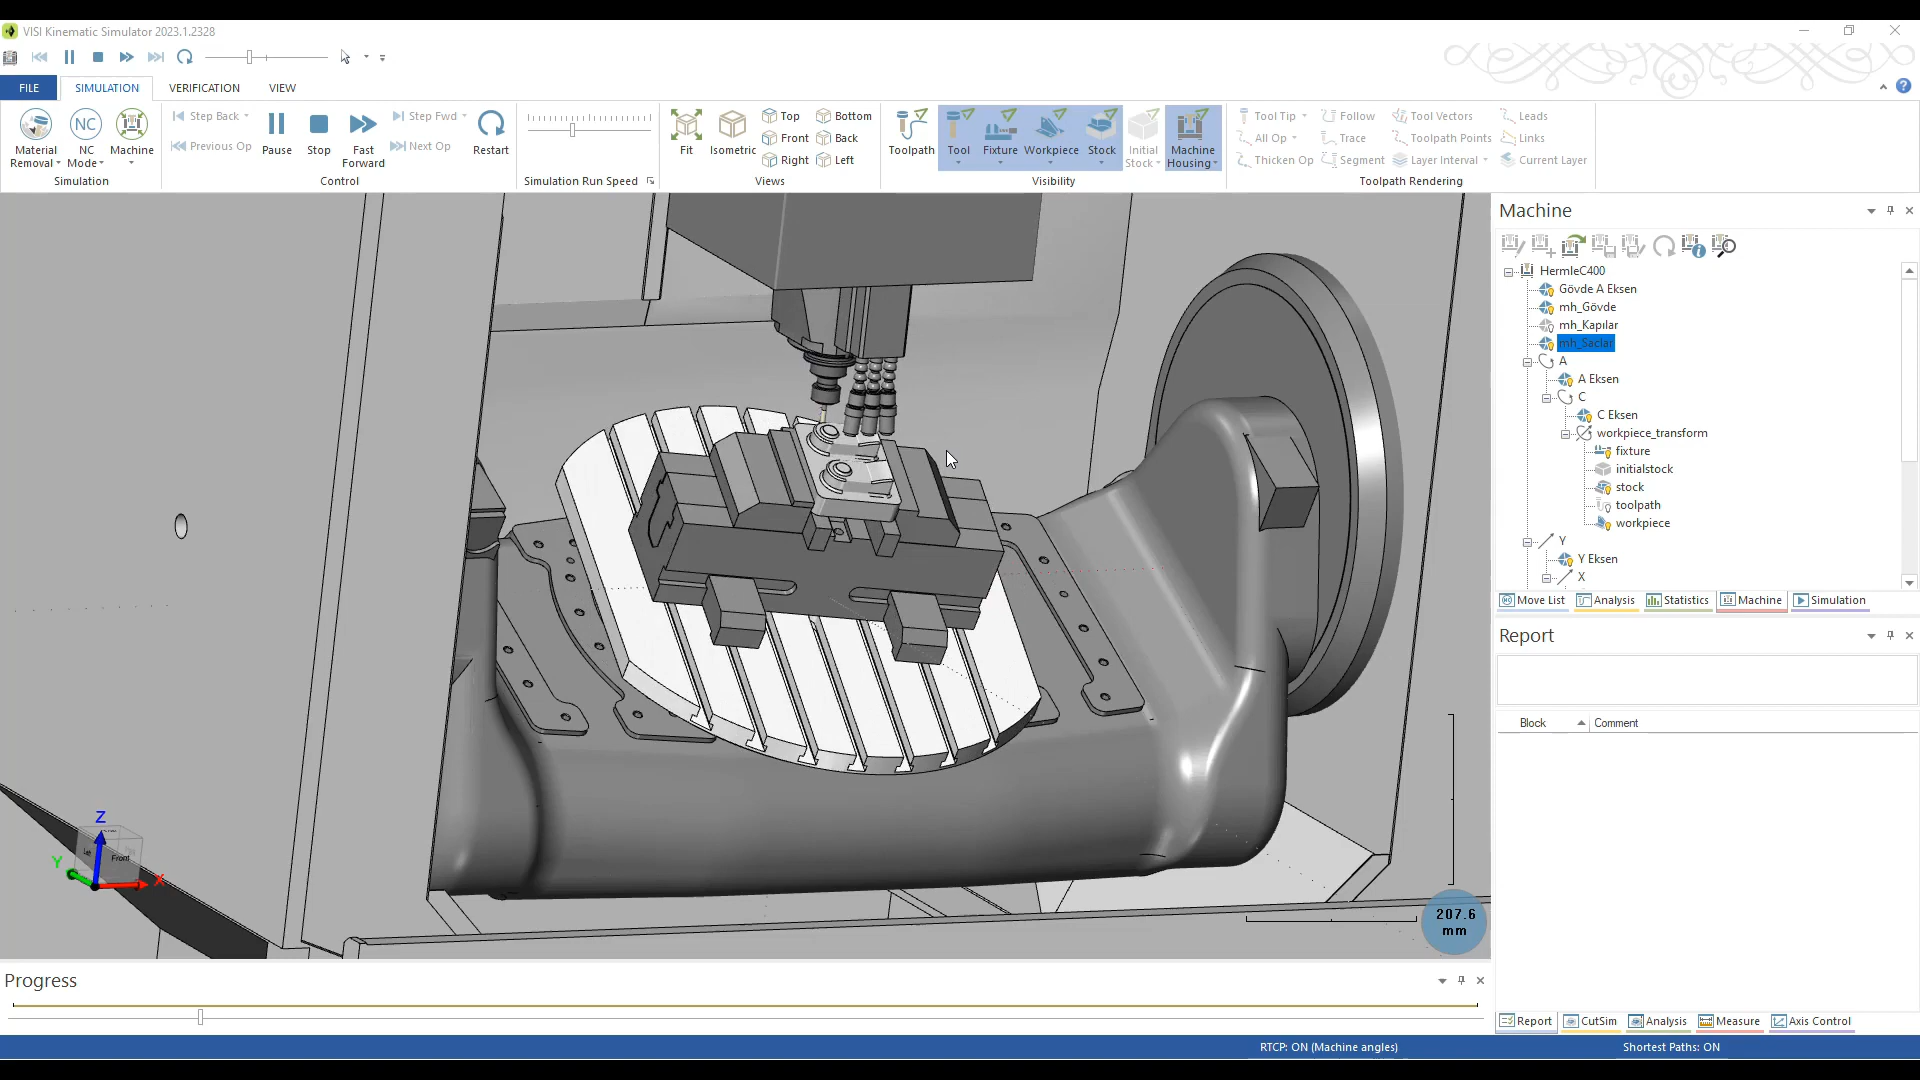 VISI Kinematic Simulator 2023.1.2328
FILE SIMULATION VERIFICATION VIEW
Material Removal
NC Mode
Machine
Simulation
Step Back
Previous Op
Pause
Stop
Fast Forward
Step Fwd
Next Op
Restart
Control
Simulation Run Speed
Fit
Isometric
Top
Front
Right
Bottom
Back
Left
Views
Toolpath
Tool
Fixture
Workpiece
Stock
Initial Stock
Machine Housing
Visibility
Tool Tip
All Op
Thicken Op
Follow
Trace
Segment
Tool Vectors
Toolpath Points
Layer Interval
Leads
Links
Current Layer
Toolpath Rendering
Machine
HermleC400
Gövde A Eksen
mh_Gövde
mh_Kapılar
mh_Saclar
A
A Eksen
C
C Eksen
workpiece_transform
fixture
initialstock
stock
toolpath
workpiece
Y
Y Eksen
X
Move List Analysis Statistics Machine Simulation
Report
Block Comment
Z
Y
X
Front
207.6
mm
Progress
Report CutSim Analysis Measure Axis Control
RTCP: ON (Machine angles) Shortest Paths: ON